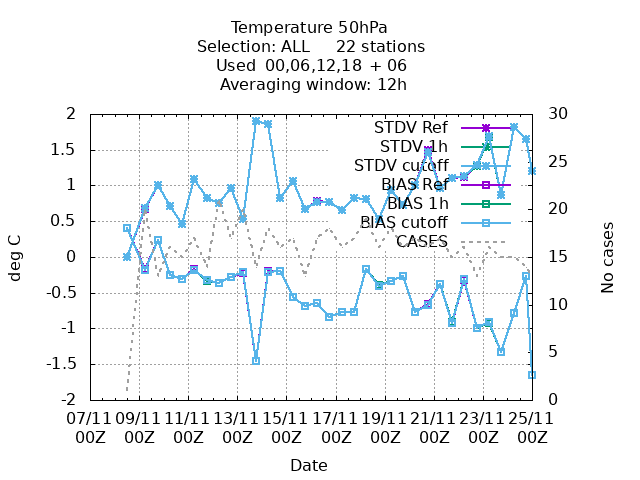 Temperature 50hPa
Selection: ALL     22 stations
Used  00,06,12,18 + 06
Averaging window: 12h
2
1.5
1
0.5
0
-0.5
-1
-1.5
-2
deg C
30
25
20
15
10
5
0
No cases
STDV Ref
STDV 1h
STDV cutoff
BIAS Ref
BIAS 1h
BIAS cutoff
CASES
07/11 09/11 11/11 13/11 15/11 17/11 19/11 21/11 23/11 25/11
00Z 00Z 00Z 00Z 00Z 00Z 00Z 00Z 00Z 00Z
Date